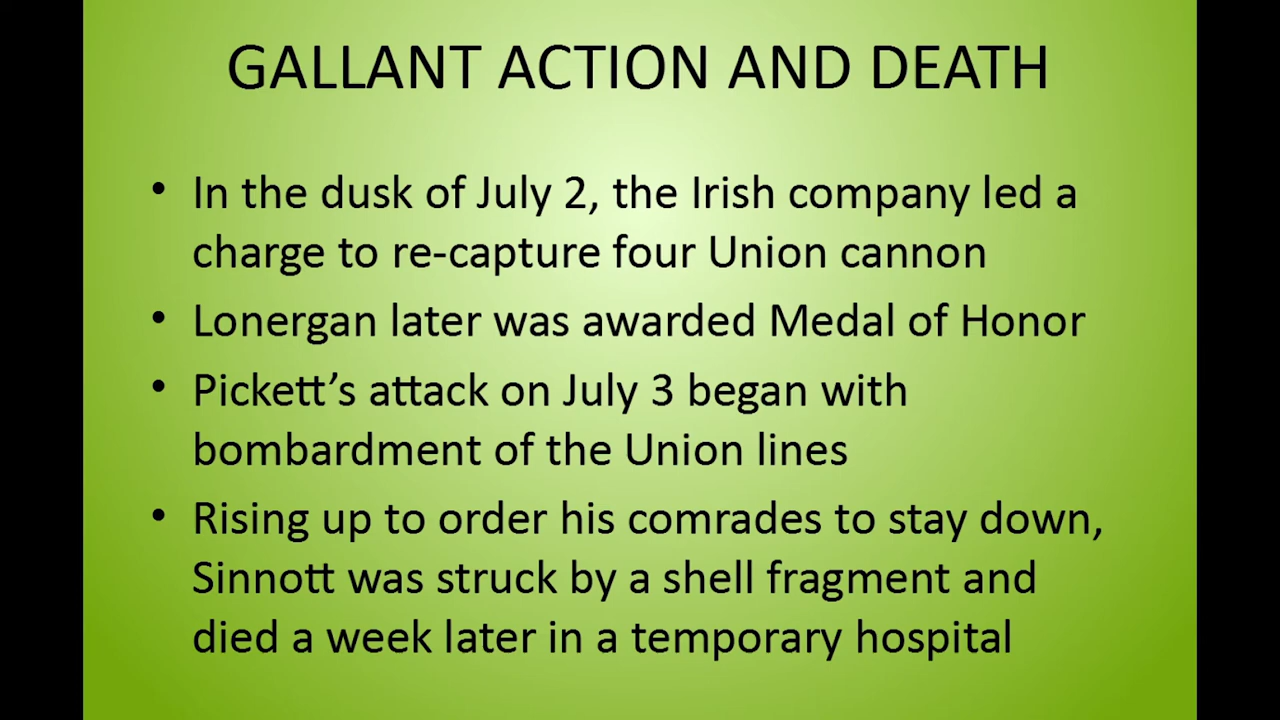 GALLANT ACTION AND DEATH
• In the dusk of July 2, the Irish company led a
charge to re-capture four Union cannon
• Lonergan later was awarded Medal of Honor
• Pickett’s attack on July 3 began with
bombardment of the Union lines
• Rising up to order his comrades to stay down,
Sinnott was struck by a shell fragment and
died a week later in a temporary hospital